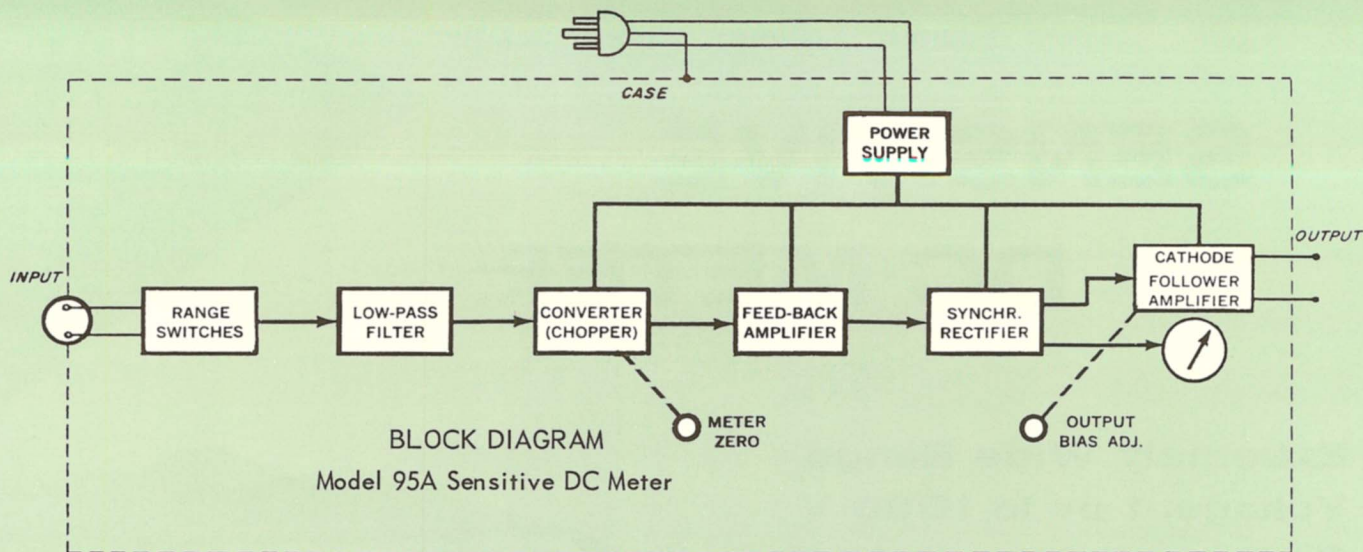 CASE
POWER
SUPPLY
OUTPUT
INPUT
RANGE
SWITCHES
LOW-PASS
FILTER
CONVERTER
(CHOPPER)
FEED-BACK
AMPLIFIER
SYNCHR.
RECTIFIER
CATHODE
FOLLOWER
AMPLIFIER
METER
ZERO
OUTPUT
BIAS ADJ.
BLOCK DIAGRAM
Model 95A Sensitive DC Meter